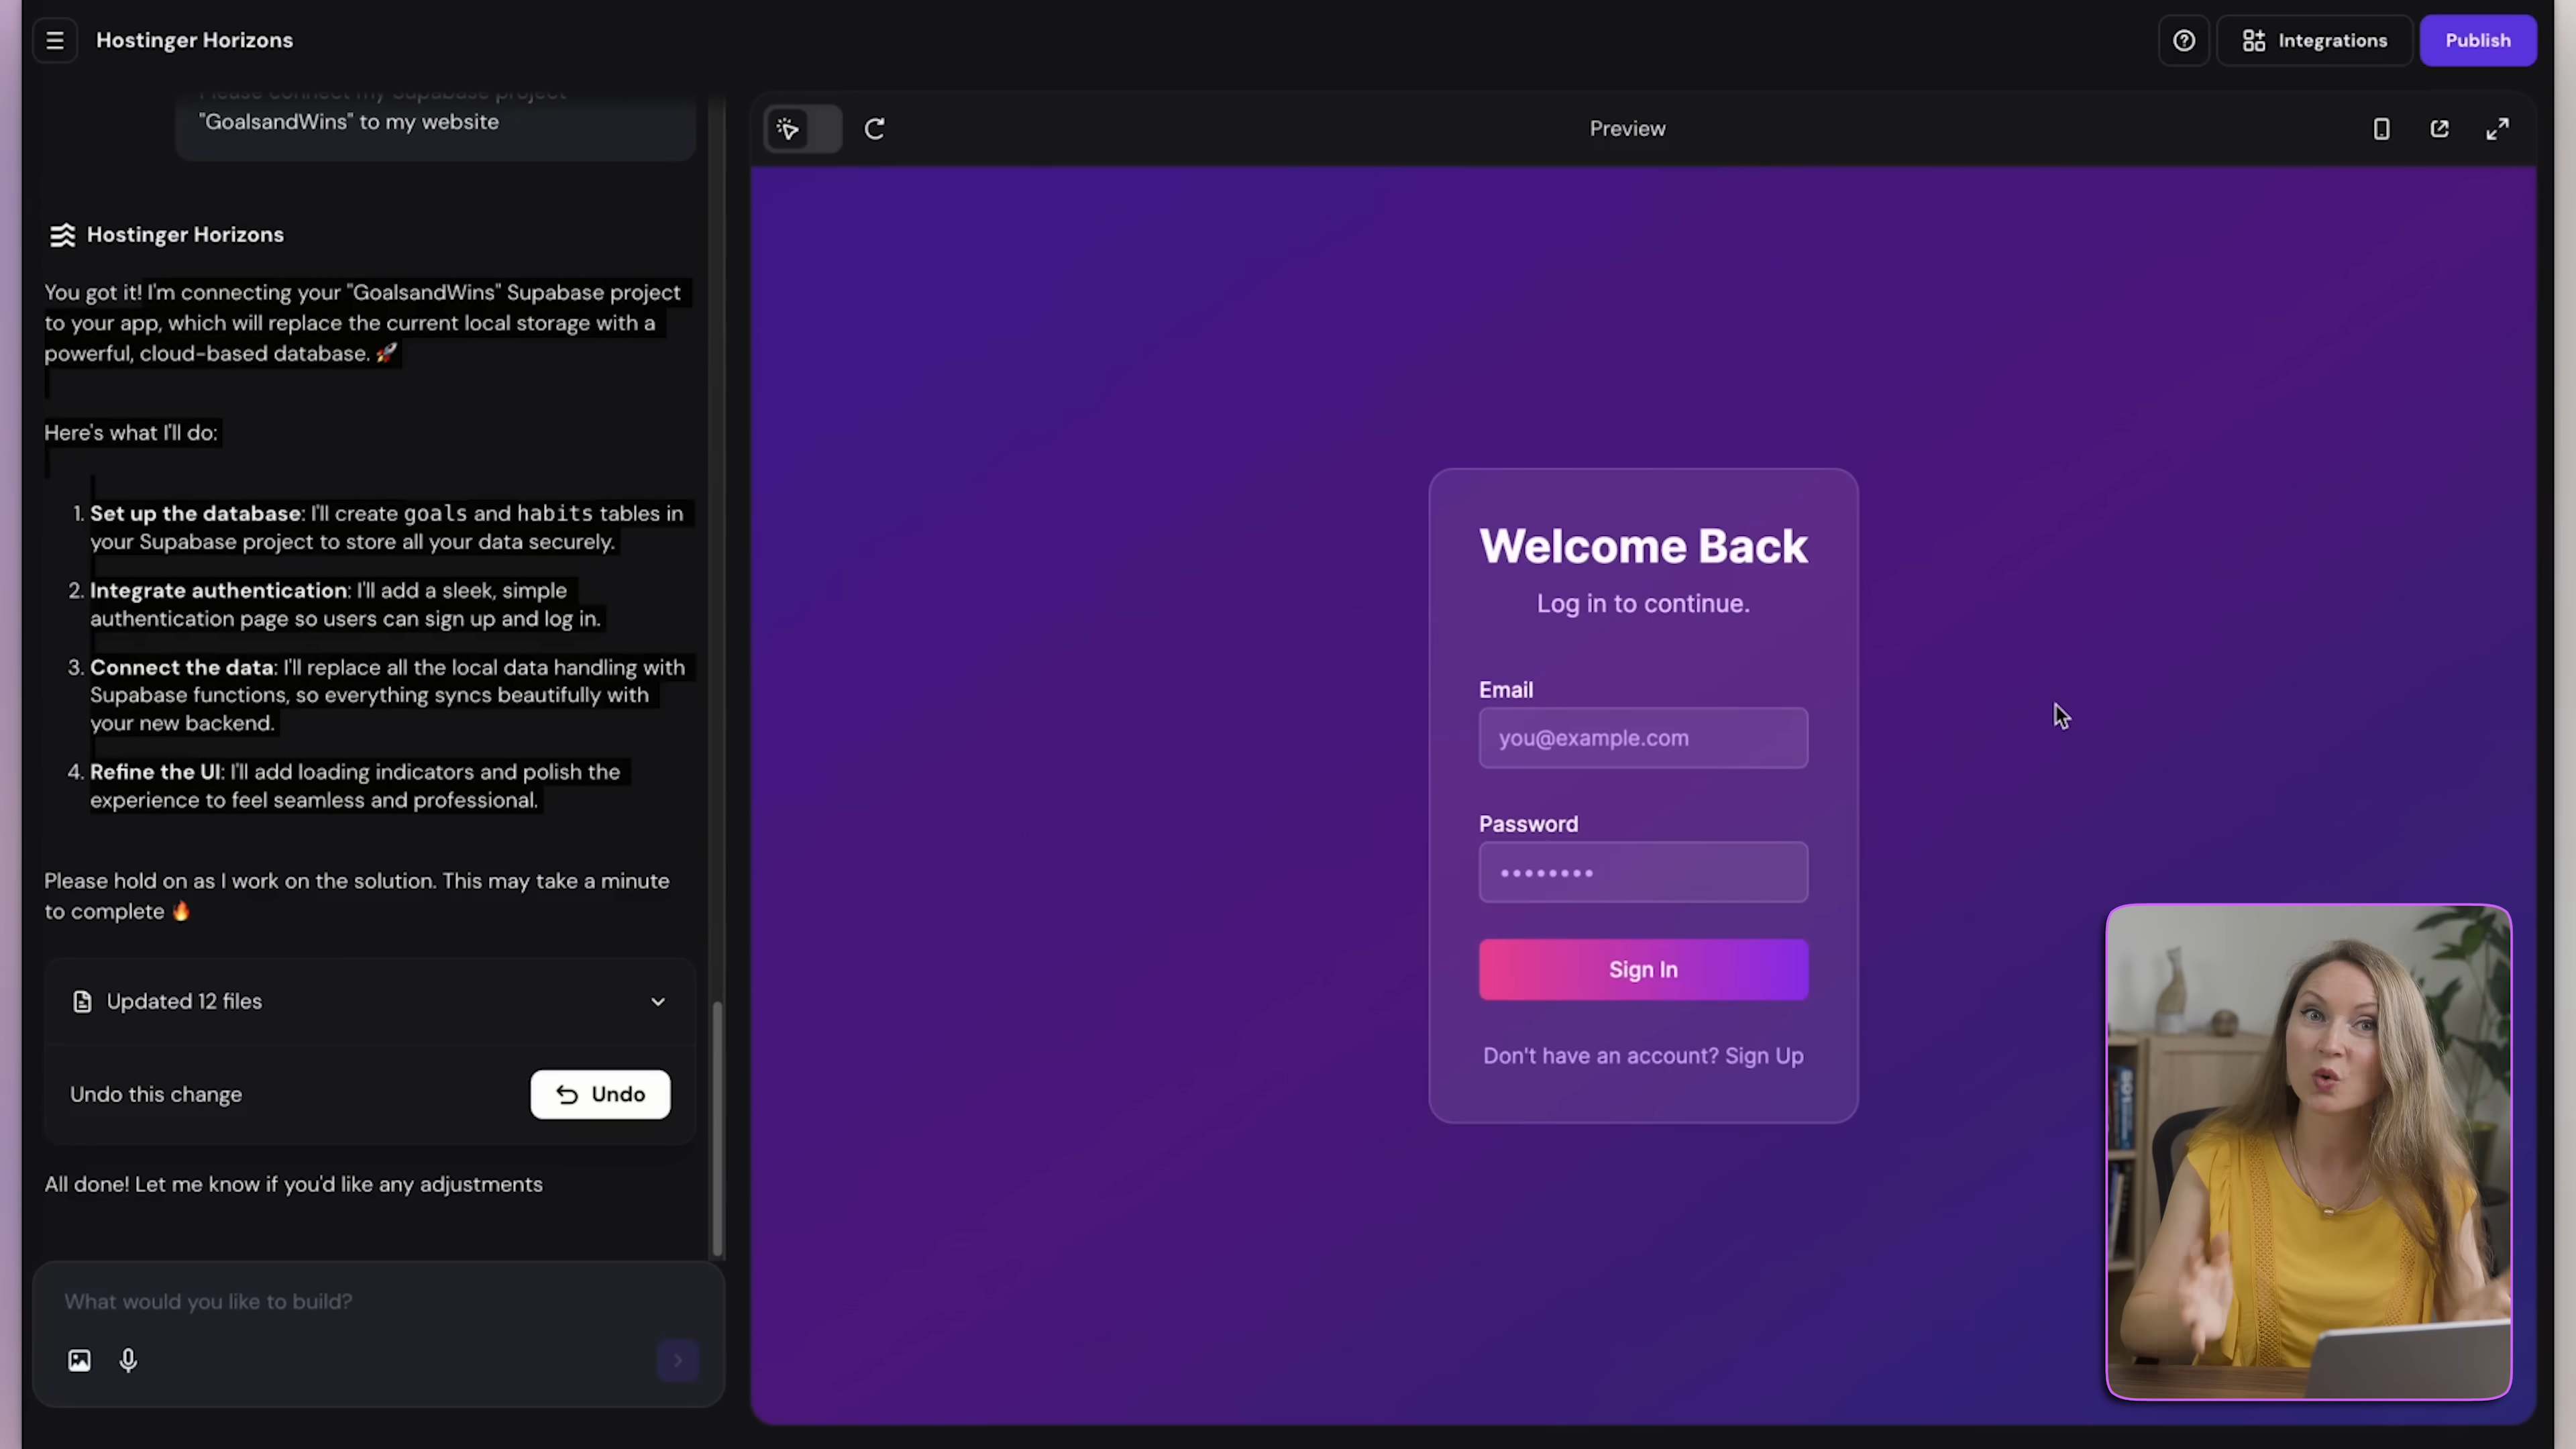 Hostinger Horizons
Integrations
Publish
Please connect my Supabase project
"GoalsandWins" to my website
Hostinger Horizons
You got it! I'm connecting your "GoalsandWins" Supabase project
to your app, which will replace the current local storage with a
powerful, cloud-based database. 🚀
Here's what I'll do:
1. Set up the database: I'll create goals and habits tables in
your Supabase project to store all your data securely.
2. Integrate authentication: I'll add a sleek, simple
authentication page so users can sign up and log in.
3. Connect the data: I'll replace all the local data handling with
Supabase functions, so everything syncs beautifully with
your new backend.
4. Refine the UI: I'll add loading indicators and polish the
experience to feel seamless and professional.
Please hold on as I work on the solution. This may take a minute
to complete 🔥
Updated 12 files
Undo this change
Undo
All done! Let me know if you'd like any adjustments
What would you like to build?
Preview
Welcome Back
Log in to continue.
Email
you@example.com
Password
••••••••
Sign In
Don't have an account? Sign Up